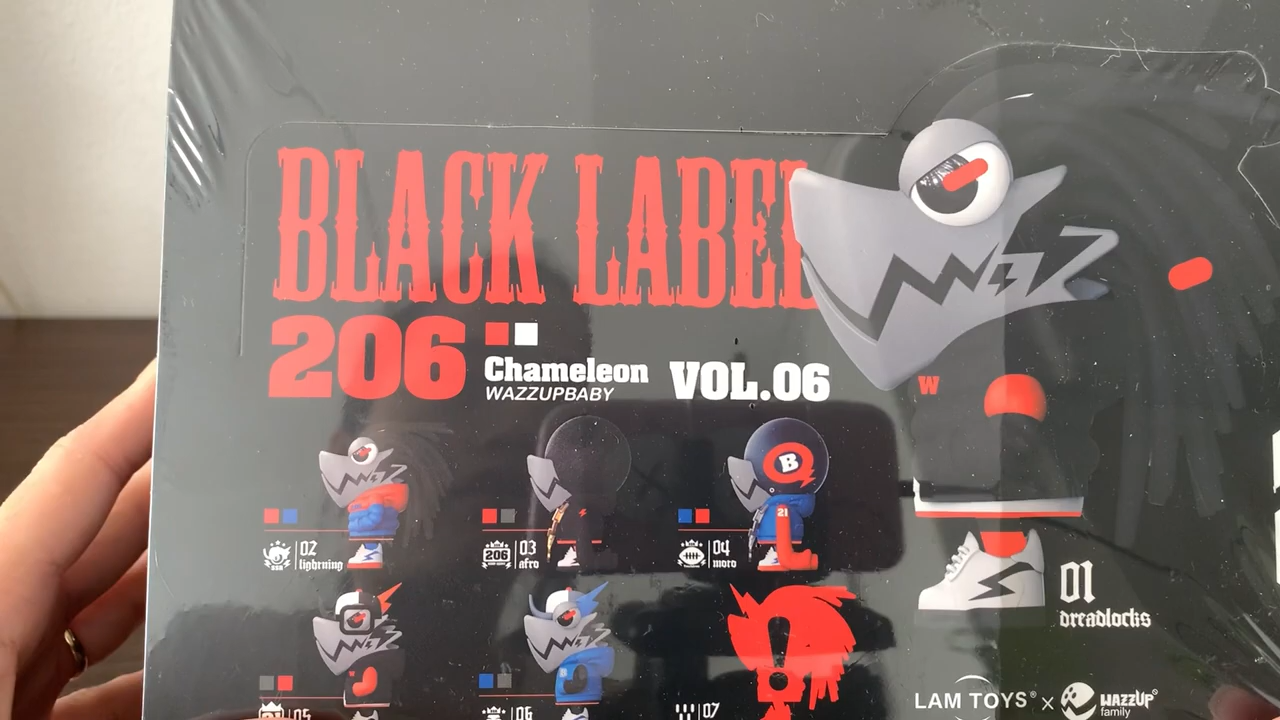 BLACK LABEL
206
Chameleon
WAZZUPBABY
VOL.06
W
02
lightning
206
03
afro
B
21
04
moto
01
dreadlocks
05
06
07
LAM TOYS® x WAZZUP®
family